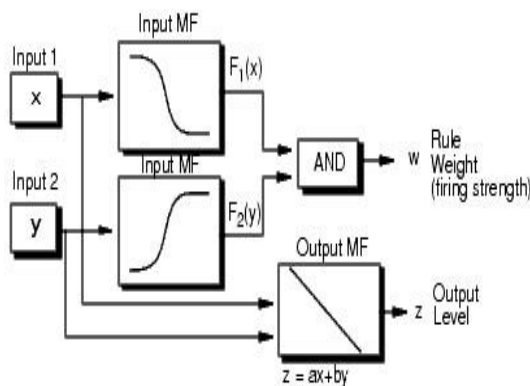 Input MF
Input 1
x
F₁(x)
Input MF
Input 2
y
F₂(y)
AND
w
Rule
Weight
(firing strength)
Output MF
z
Output
Level
z = ax+by